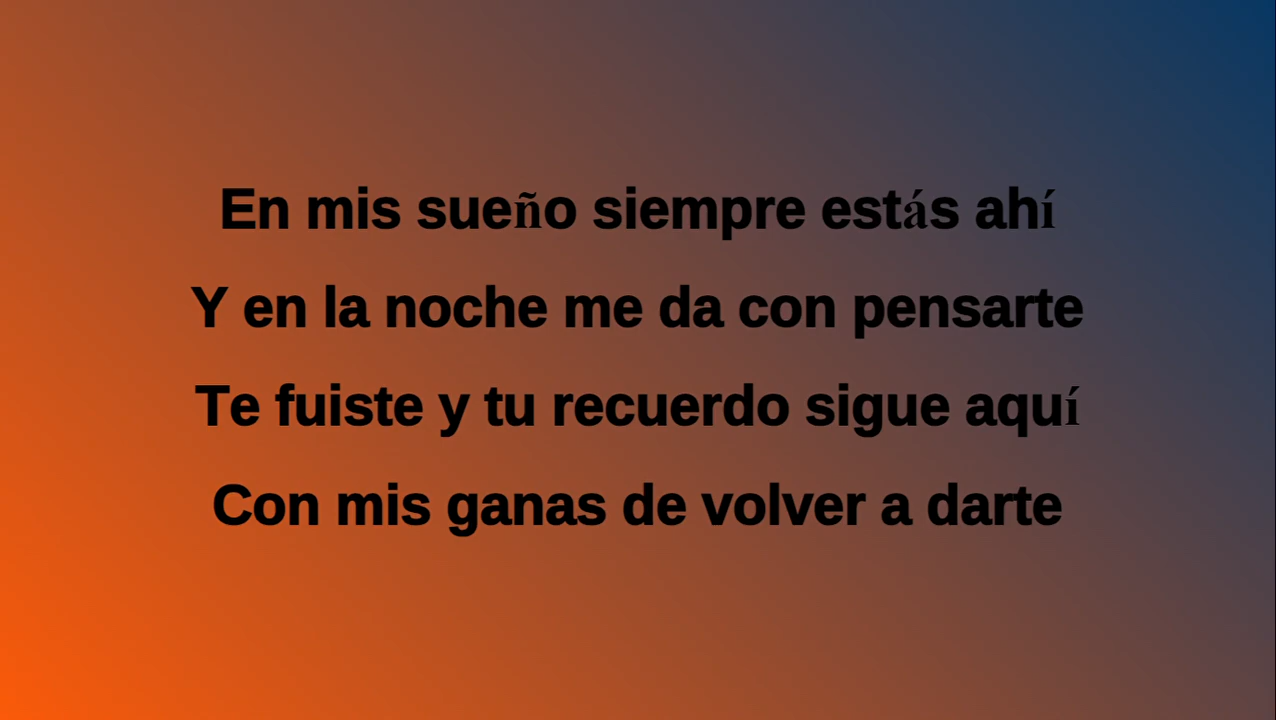 En mis sueño siempre estás ahí
Y en la noche me da con pensarte
Te fuiste y tu recuerdo sigue aquí
Con mis ganas de volver a darte